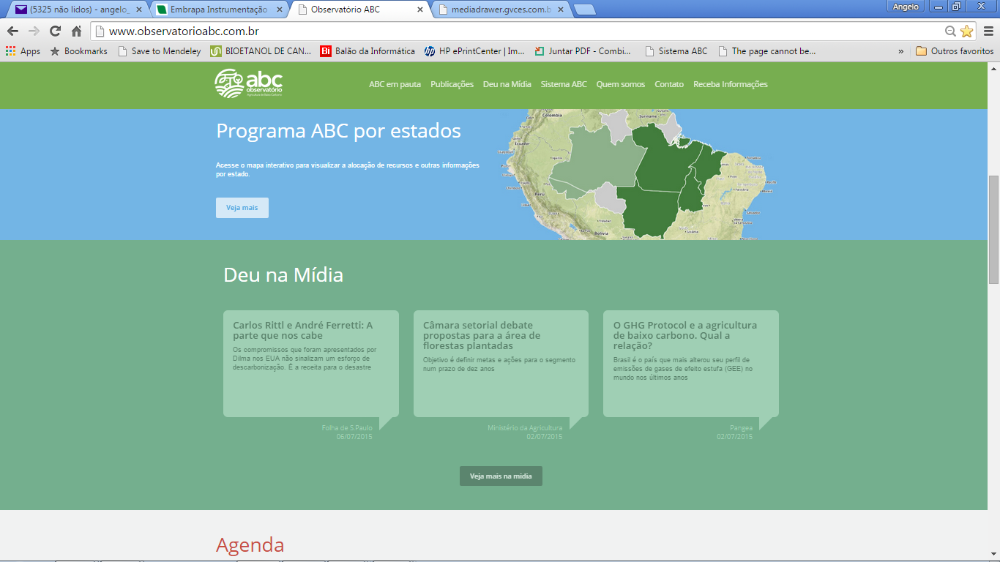 (5325 não lidos) - angelo_
Embrapa Instrumentação
Observatório ABC
mediadrawer.gvces.com.b
Angelo
www.observatorioabc.com.br
Apps
Bookmarks
Save to Mendeley
BIOETANOL DE CAN...
Balão da Informática
HP ePrintCenter | Im...
Juntar PDF - Combi...
Sistema ABC
The page cannot be...
»
Outros favoritos
abc
observatório
Agricultura de Baixo Carbono
ABC em pauta
Publicações
Deu na Mídia
Sistema ABC
Quem somos
Contato
Receba Informações
Programa ABC por estados
Acesse o mapa interativo para visualizar a alocação de recursos e outras informações
por estado.
Veja mais
Colombia
Suriname
Ecuador
Peru
Bolivia
Deu na Mídia
Carlos Rittl e André Ferretti: A
parte que nos cabe
Os compromissos que foram apresentados por
Dilma nos EUA não sinalizam um esforço de
descarbonização. É a receita para o desastre
Folha de S.Paulo
06/07/2015
Câmara setorial debate
propostas para a área de
florestas plantadas
Objetivo é definir metas e ações para o segmento
num prazo de dez anos
Ministério da Agricultura
02/07/2015
O GHG Protocol e a agricultura
de baixo carbono. Qual a
relação?
Brasil é o país que mais alterou seu perfil de
emissões de gases de efeito estufa (GEE) no
mundo nos últimos anos
Pangea
02/07/2015
Veja mais na mídia
Agenda